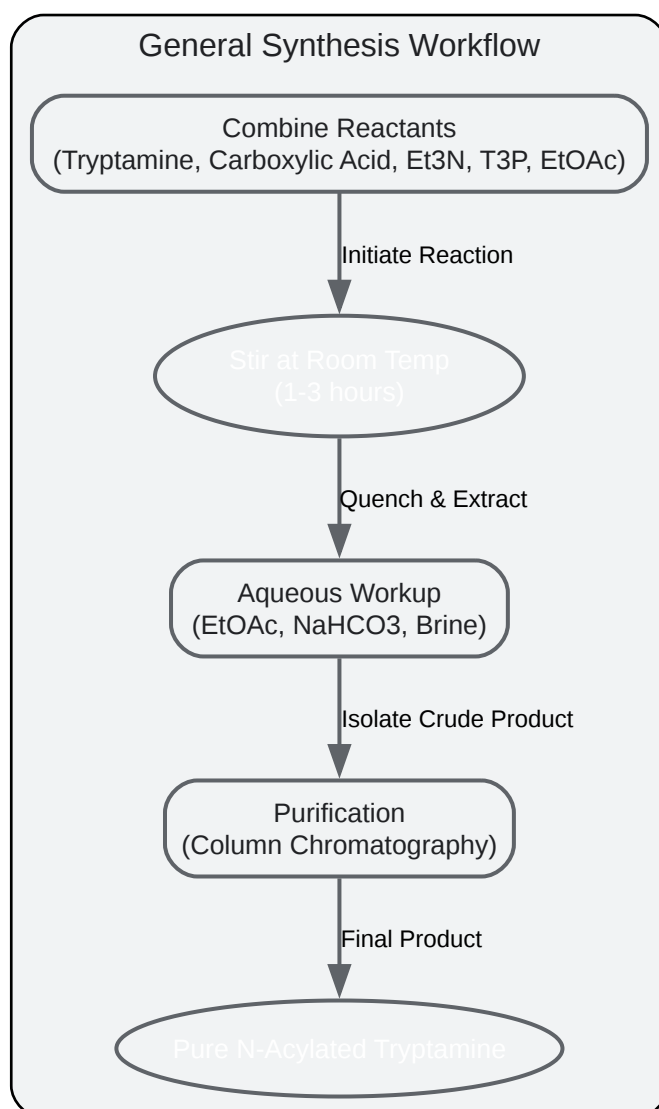 General Synthesis Workflow
Combine Reactants
(Tryptamine, Carboxylic Acid, Et3N, T3P, EtOAc)
Initiate Reaction
Stir at Room Temp
(1-3 hours)
Quench & Extract
Aqueous Workup
(EtOAc, NaHCO3, Brine)
Isolate Crude Product
Purification
(Column Chromatography)
Final Product
Pure N-Acylated Tryptamine